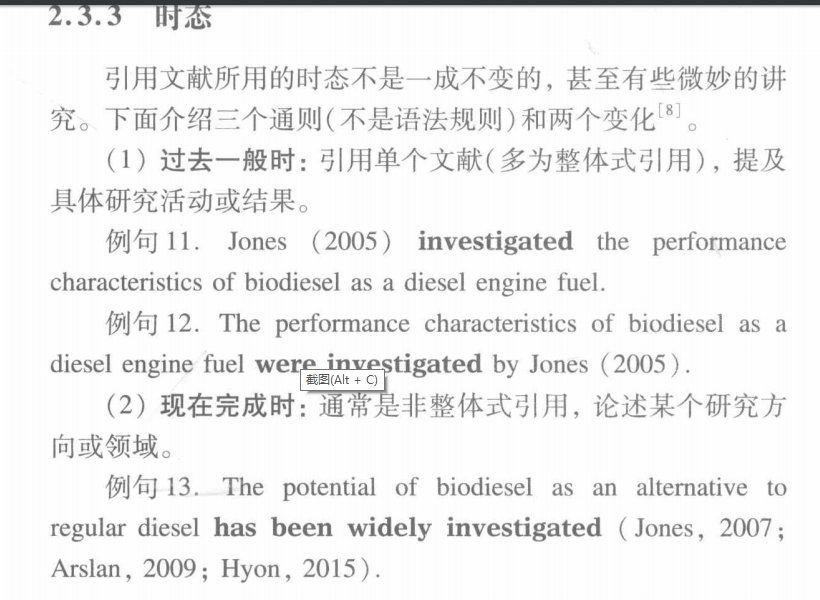 2.3.3 时态
引用文献所用的时态不是一成不变的，甚至有些微妙的讲
究。下面介绍三个通则(不是语法规则)和两个变化[8]。
(1) 过去一般时：引用单个文献(多为整体式引用)，提及
具体研究活动或结果。
例句 11. Jones (2005) investigated the performance
characteristics of biodiesel as a diesel engine fuel.
例句 12. The performance characteristics of biodiesel as a
diesel engine fuel were investigated by Jones (2005).
截图(Alt + C)
(2) 现在完成时：通常是非整体式引用，论述某个研究方
向或领域。
例句 13. The potential of biodiesel as an alternative to
regular diesel has been widely investigated (Jones, 2007;
Arslan, 2009; Hyon, 2015).